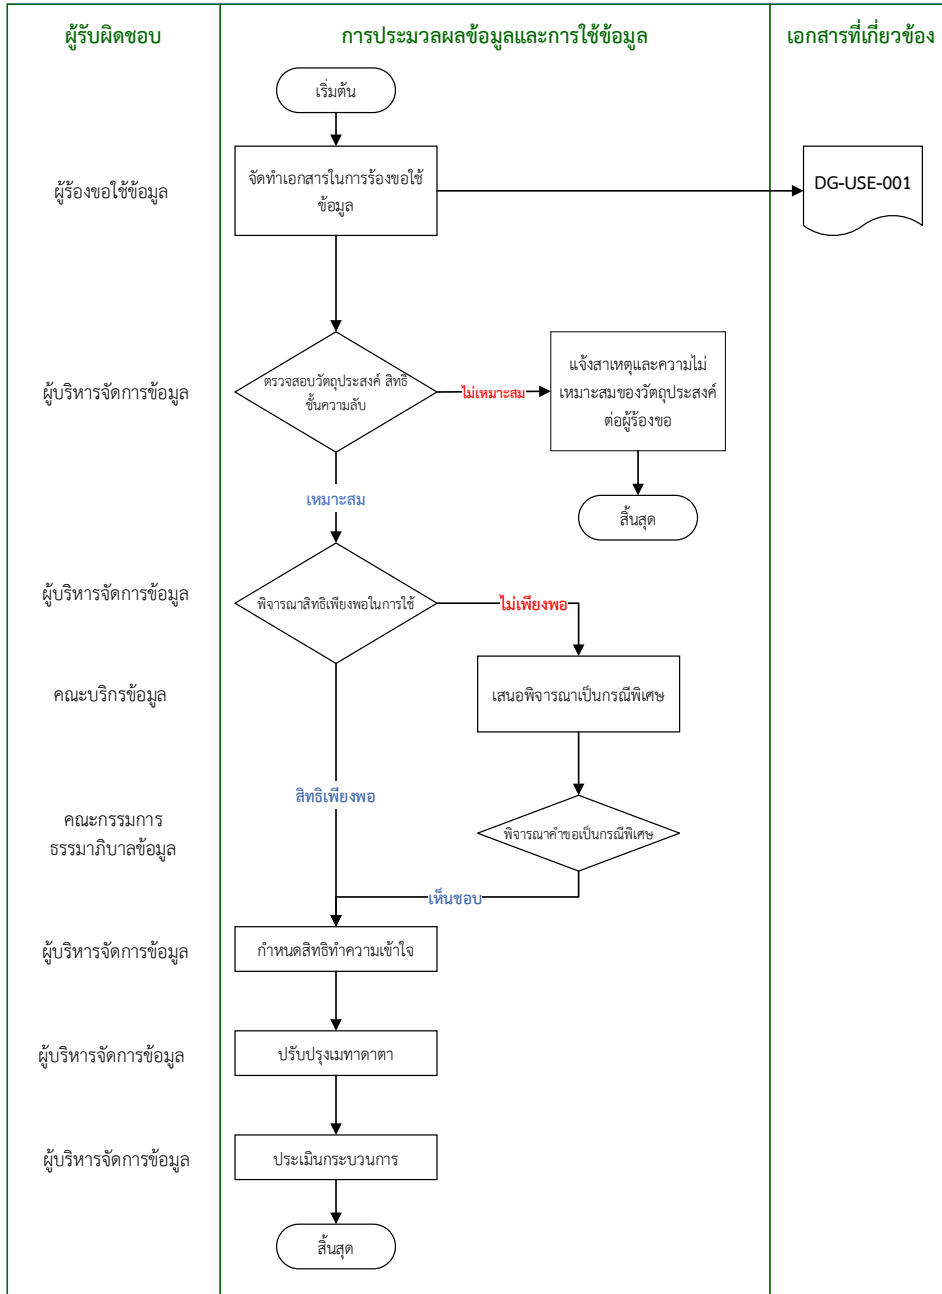 ผู้รับผิดชอบ
การประมวลผลข้อมูลและการใช้ข้อมูล
เอกสารที่เกี่ยวข้อง
เริ่มต้น
ผู้ร้องขอใช้ข้อมูล
จัดทำเอกสารในการร้องขอใช้
ข้อมูล
DG-USE-001
ผู้บริหารจัดการข้อมูล
ตรวจสอบวัตถุประสงค์ สิทธิ
ชั้นความลับ
ไม่เหมาะสม
แจ้งสาเหตุและความไม่
เหมาะสมของวัตถุประสงค์
ต่อผู้ร้องขอ
เหมาะสม
สิ้นสุด
ผู้บริหารจัดการข้อมูล
พิจารณาสิทธิเพียงพอในการใช้
ไม่เพียงพอ
คณะบริกรข้อมูล
เสนอพิจารณาเป็นกรณีพิเศษ
สิทธิเพียงพอ
คณะกรรมการ
ธรรมาภิบาลข้อมูล
พิจารณาคำขอเป็นกรณีพิเศษ
เห็นชอบ
ผู้บริหารจัดการข้อมูล
กำหนดสิทธิทำความเข้าใจ
ผู้บริหารจัดการข้อมูล
ปรับปรุงเมทาดาตา
ผู้บริหารจัดการข้อมูล
ประเมินกระบวนการ
สิ้นสุด